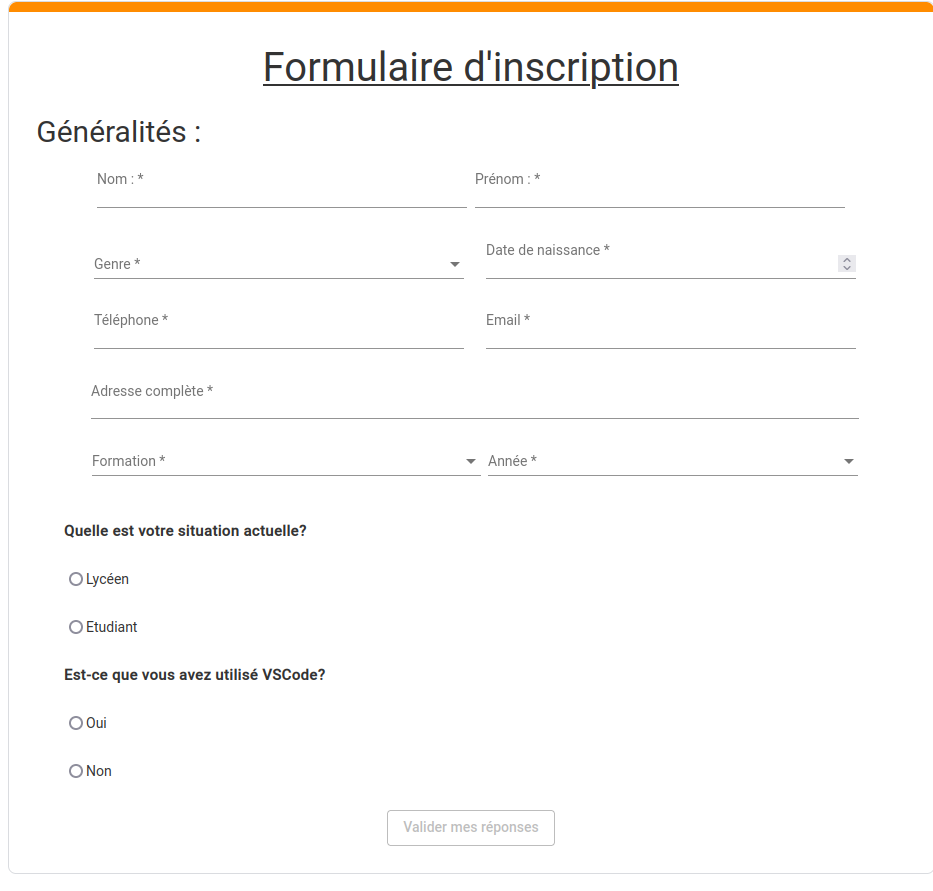 Formulaire d'inscription
Généralités :
Nom : * Prénom : *
Genre * Date de naissance *
Téléphone * Email *
Adresse complète *
Formation * Année *
Quelle est votre situation actuelle?
Lycéen
Etudiant
Est-ce que vous avez utilisé VSCode?
Oui
Non
Valider mes réponses